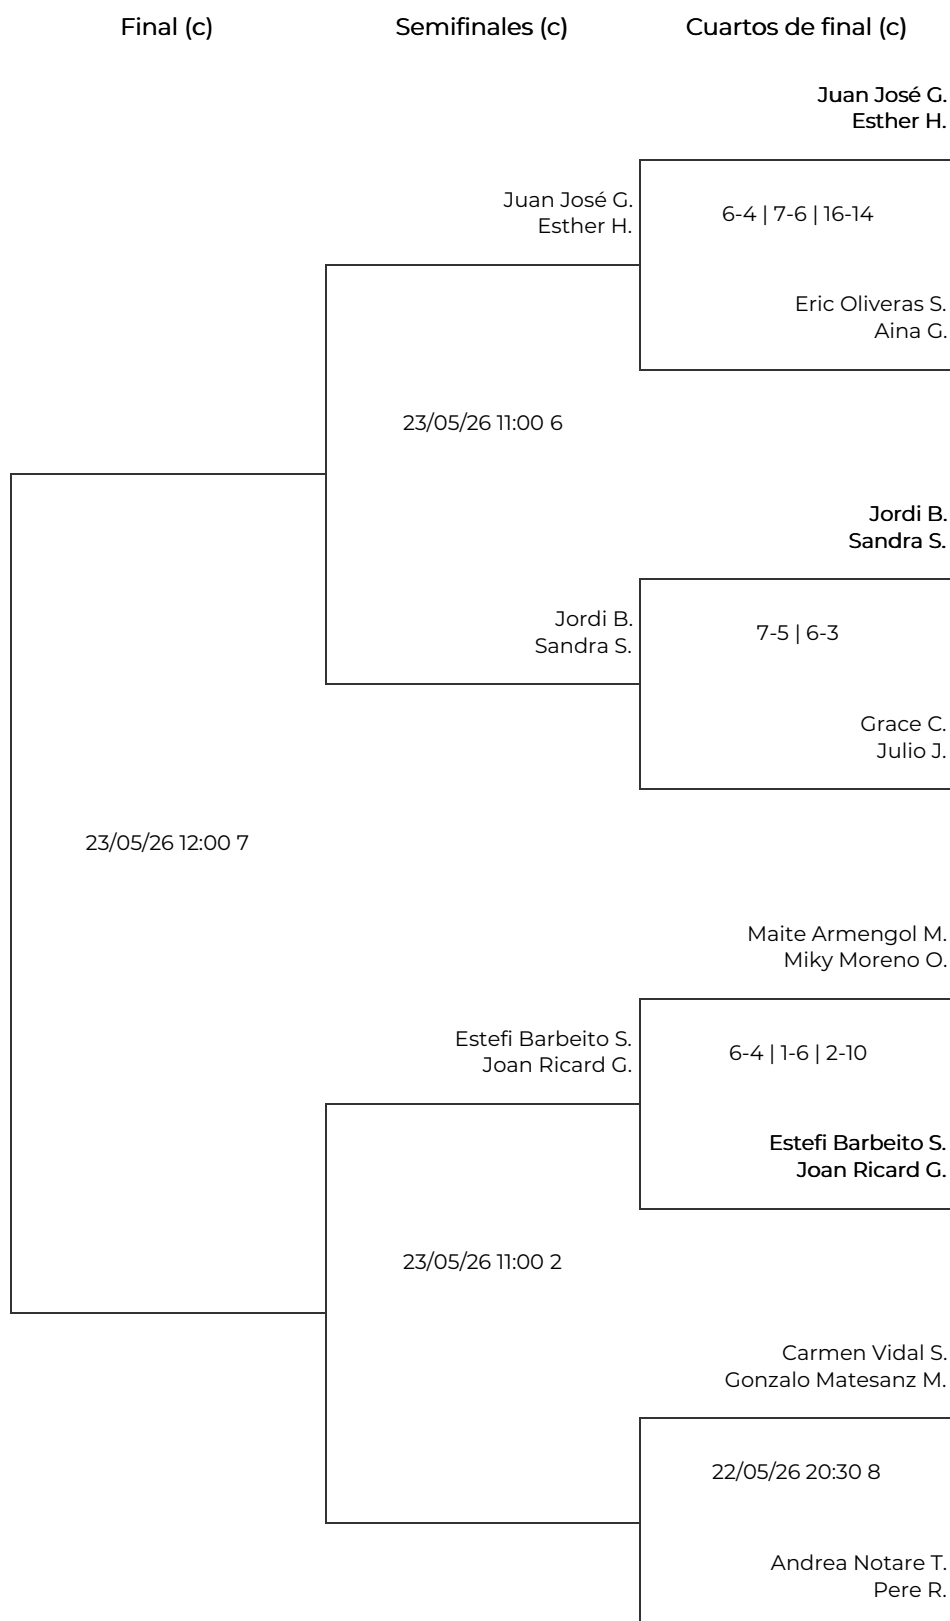 Final (c)
Semifinales (c)
Cuartos de final (c)
Juan José G.
Esther H.
Juan José G.
Esther H.
6-4 | 7-6 | 16-14
Eric Oliveras S.
Aina G.
23/05/26 11:00 6
Jordi B.
Sandra S.
Jordi B.
Sandra S.
7-5 | 6-3
Grace C.
Julio J.
23/05/26 12:00 7
Maite Armengol M.
Miky Moreno O.
Estefi Barbeito S.
Joan Ricard G.
6-4 | 1-6 | 2-10
Estefi Barbeito S.
Joan Ricard G.
23/05/26 11:00 2
Carmen Vidal S.
Gonzalo Matesanz M.
22/05/26 20:30 8
Andrea Notare T.
Pere R.